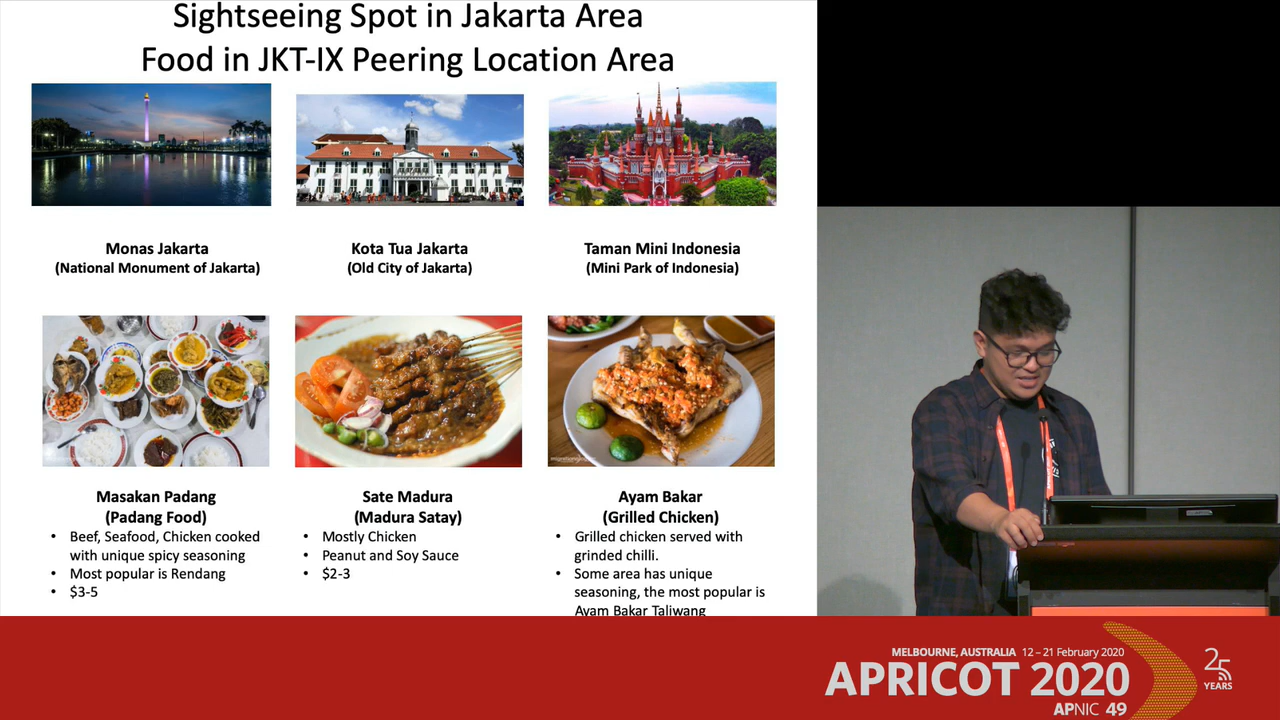 Sightseeing Spot in Jakarta Area
Food in JKT-IX Peering Location Area
Monas Jakarta
(National Monument of Jakarta)
Kota Tua Jakarta
(Old City of Jakarta)
Taman Mini Indonesia
(Mini Park of Indonesia)
Masakan Padang
(Padang Food)
• Beef, Seafood, Chicken cooked
with unique spicy seasoning
• Most popular is Rendang
• $3-5
Sate Madura
(Madura Satay)
• Mostly Chicken
• Peanut and Soy Sauce
• $2-3
Ayam Bakar
(Grilled Chicken)
• Grilled chicken served with
grinded chilli.
• Some area has unique
seasoning, the most popular is
Ayam Bakar Taliwang
MELBOURNE, AUSTRALIA 12 – 21 February 2020
APRICOT 2020
APNIC 49
25
YEARS